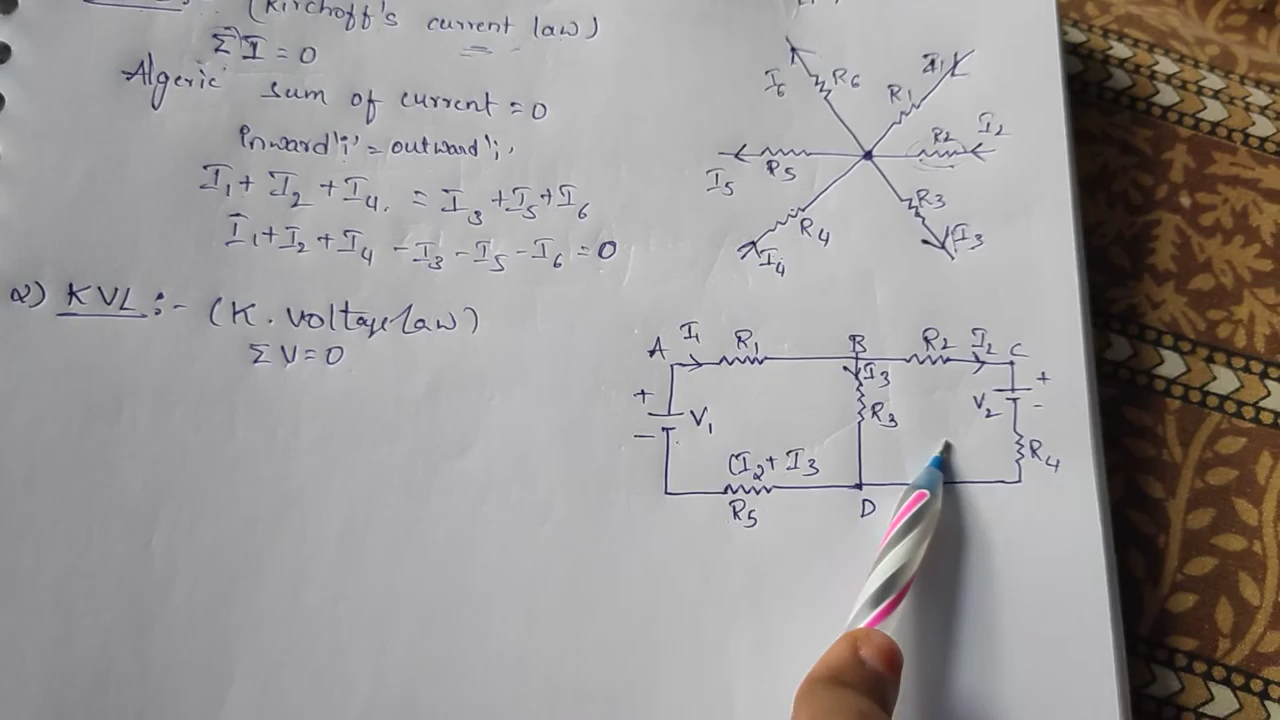 (Kirchoff's current law)
ΣI = 0
Algeric sum of current = 0
Inward 'i' = outward 'i'.
I1 + I2 + I4. = I3 + I5 + I6
I1 + I2 + I4 - I3 - I5 - I6 = 0
2) KVL :- (K. Voltage law)
ΣV = 0
I6 R6 R1 I1
R2 I2
I5 R5
R4 R3
I4 I3
A I1 R1 B R2 I2 C
+ I3 +
V1 R3 V2 -
- R4
(I2 + I3
R5 D